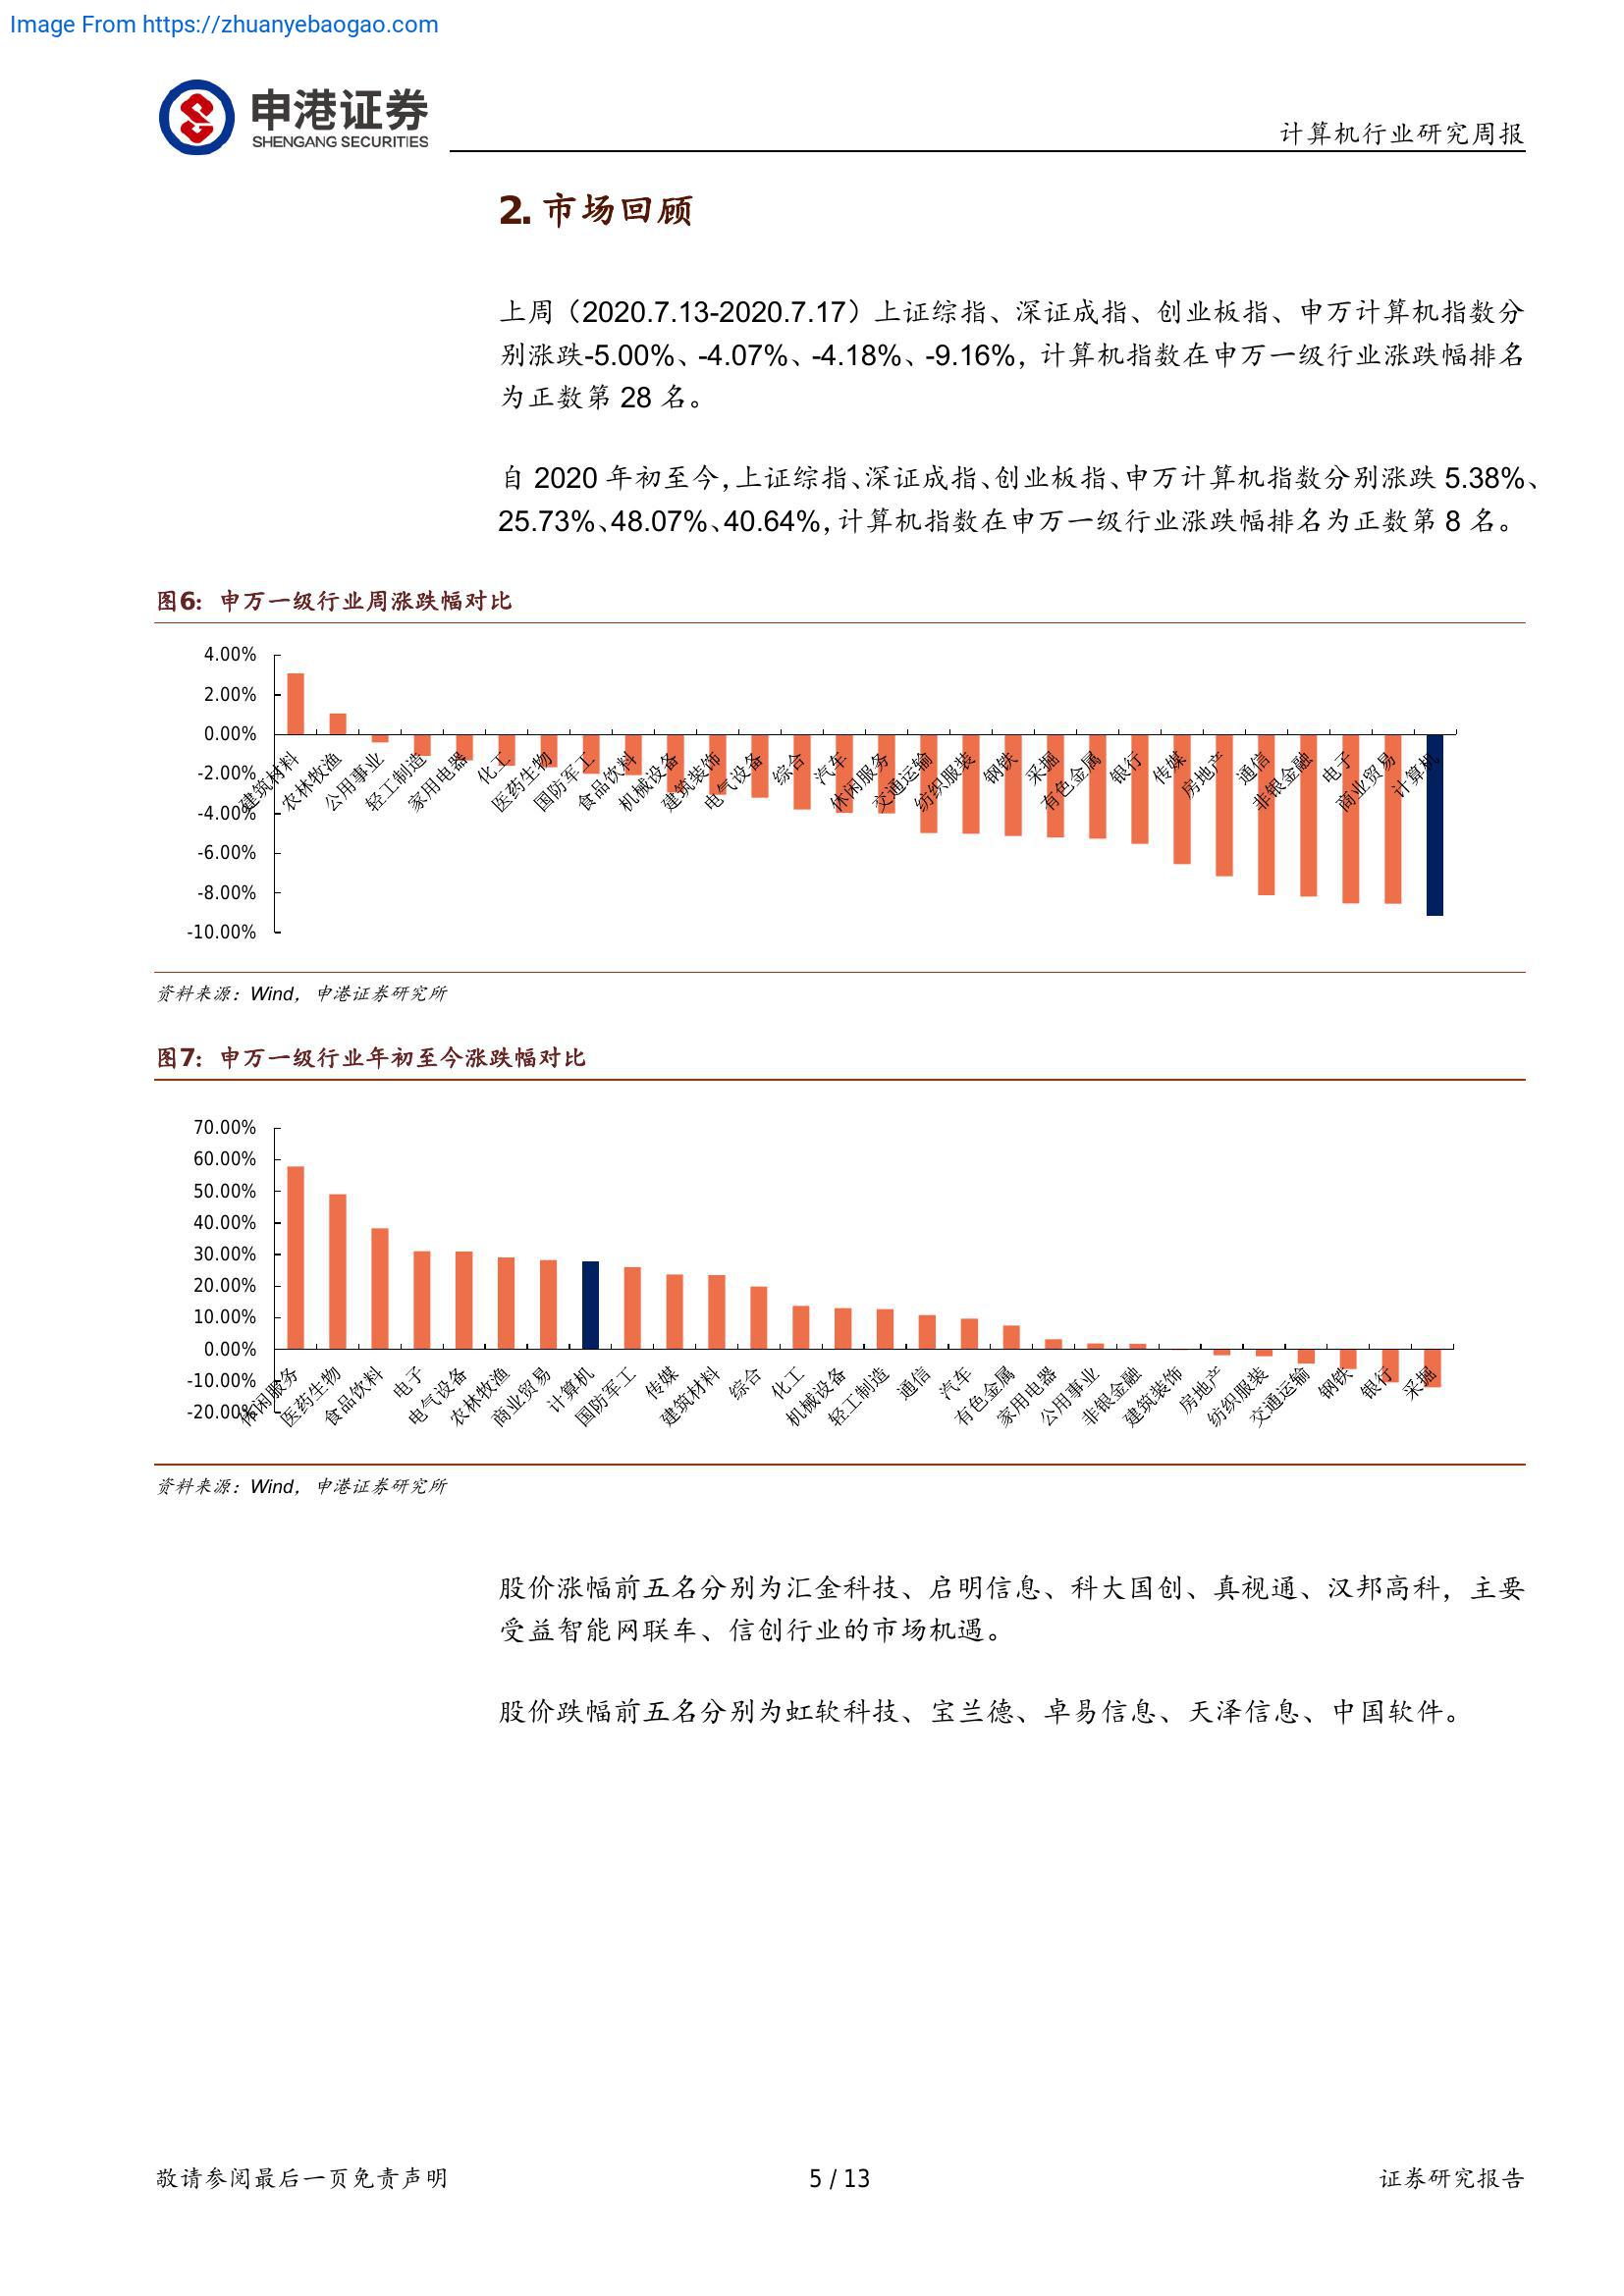 Image From https://zhuanyebaogao.com
申港证券
SHENGANG SECURITIES
计算机行业研究周报
2. 市场回顾
上周（2020.7.13-2020.7.17）上证综指、深证成指、创业板指、申万计算机指数分
别涨跌-5.00%、-4.07%、-4.18%、-9.16%，计算机指数在申万一级行业涨跌幅排名
为正数第 28 名。
自 2020 年初至今，上证综指、深证成指、创业板指、申万计算机指数分别涨跌 5.38%、
25.73%、48.07%、40.64%，计算机指数在申万一级行业涨跌幅排名为正数第 8 名。
图6：申万一级行业周涨跌幅对比
4.00%
2.00%
0.00%
-2.00%
-4.00%
-6.00%
-8.00%
-10.00%
建筑材料
农林牧渔
公用事业
轻工制造
家用电器
化工
医药生物
国防军工
食品饮料
机械设备
建筑装饰
电气设备
综合
汽车
休闲服务
交通运输
纺织服装
钢铁
采掘
有色金属
银行
传媒
房地产
通信
非银金融
电子
商业贸易
计算机
资料来源：Wind，申港证券研究所
图7：申万一级行业年初至今涨跌幅对比
70.00%
60.00%
50.00%
40.00%
30.00%
20.00%
10.00%
0.00%
-10.00%
-20.00%
休闲服务
医药生物
食品饮料
电子
电气设备
农林牧渔
商业贸易
计算机
国防军工
传媒
建筑材料
综合
化工
机械设备
轻工制造
通信
汽车
有色金属
家用电器
公用事业
非银金融
建筑装饰
房地产
纺织服装
交通运输
钢铁
银行
采掘
资料来源：Wind，申港证券研究所
股价涨幅前五名分别为汇金科技、启明信息、科大国创、真视通、汉邦高科，主要
受益智能网联车、信创行业的市场机遇。
股价跌幅前五名分别为虹软科技、宝兰德、卓易信息、天泽信息、中国软件。
敬请参阅最后一页免责声明
5 / 13
证券研究报告